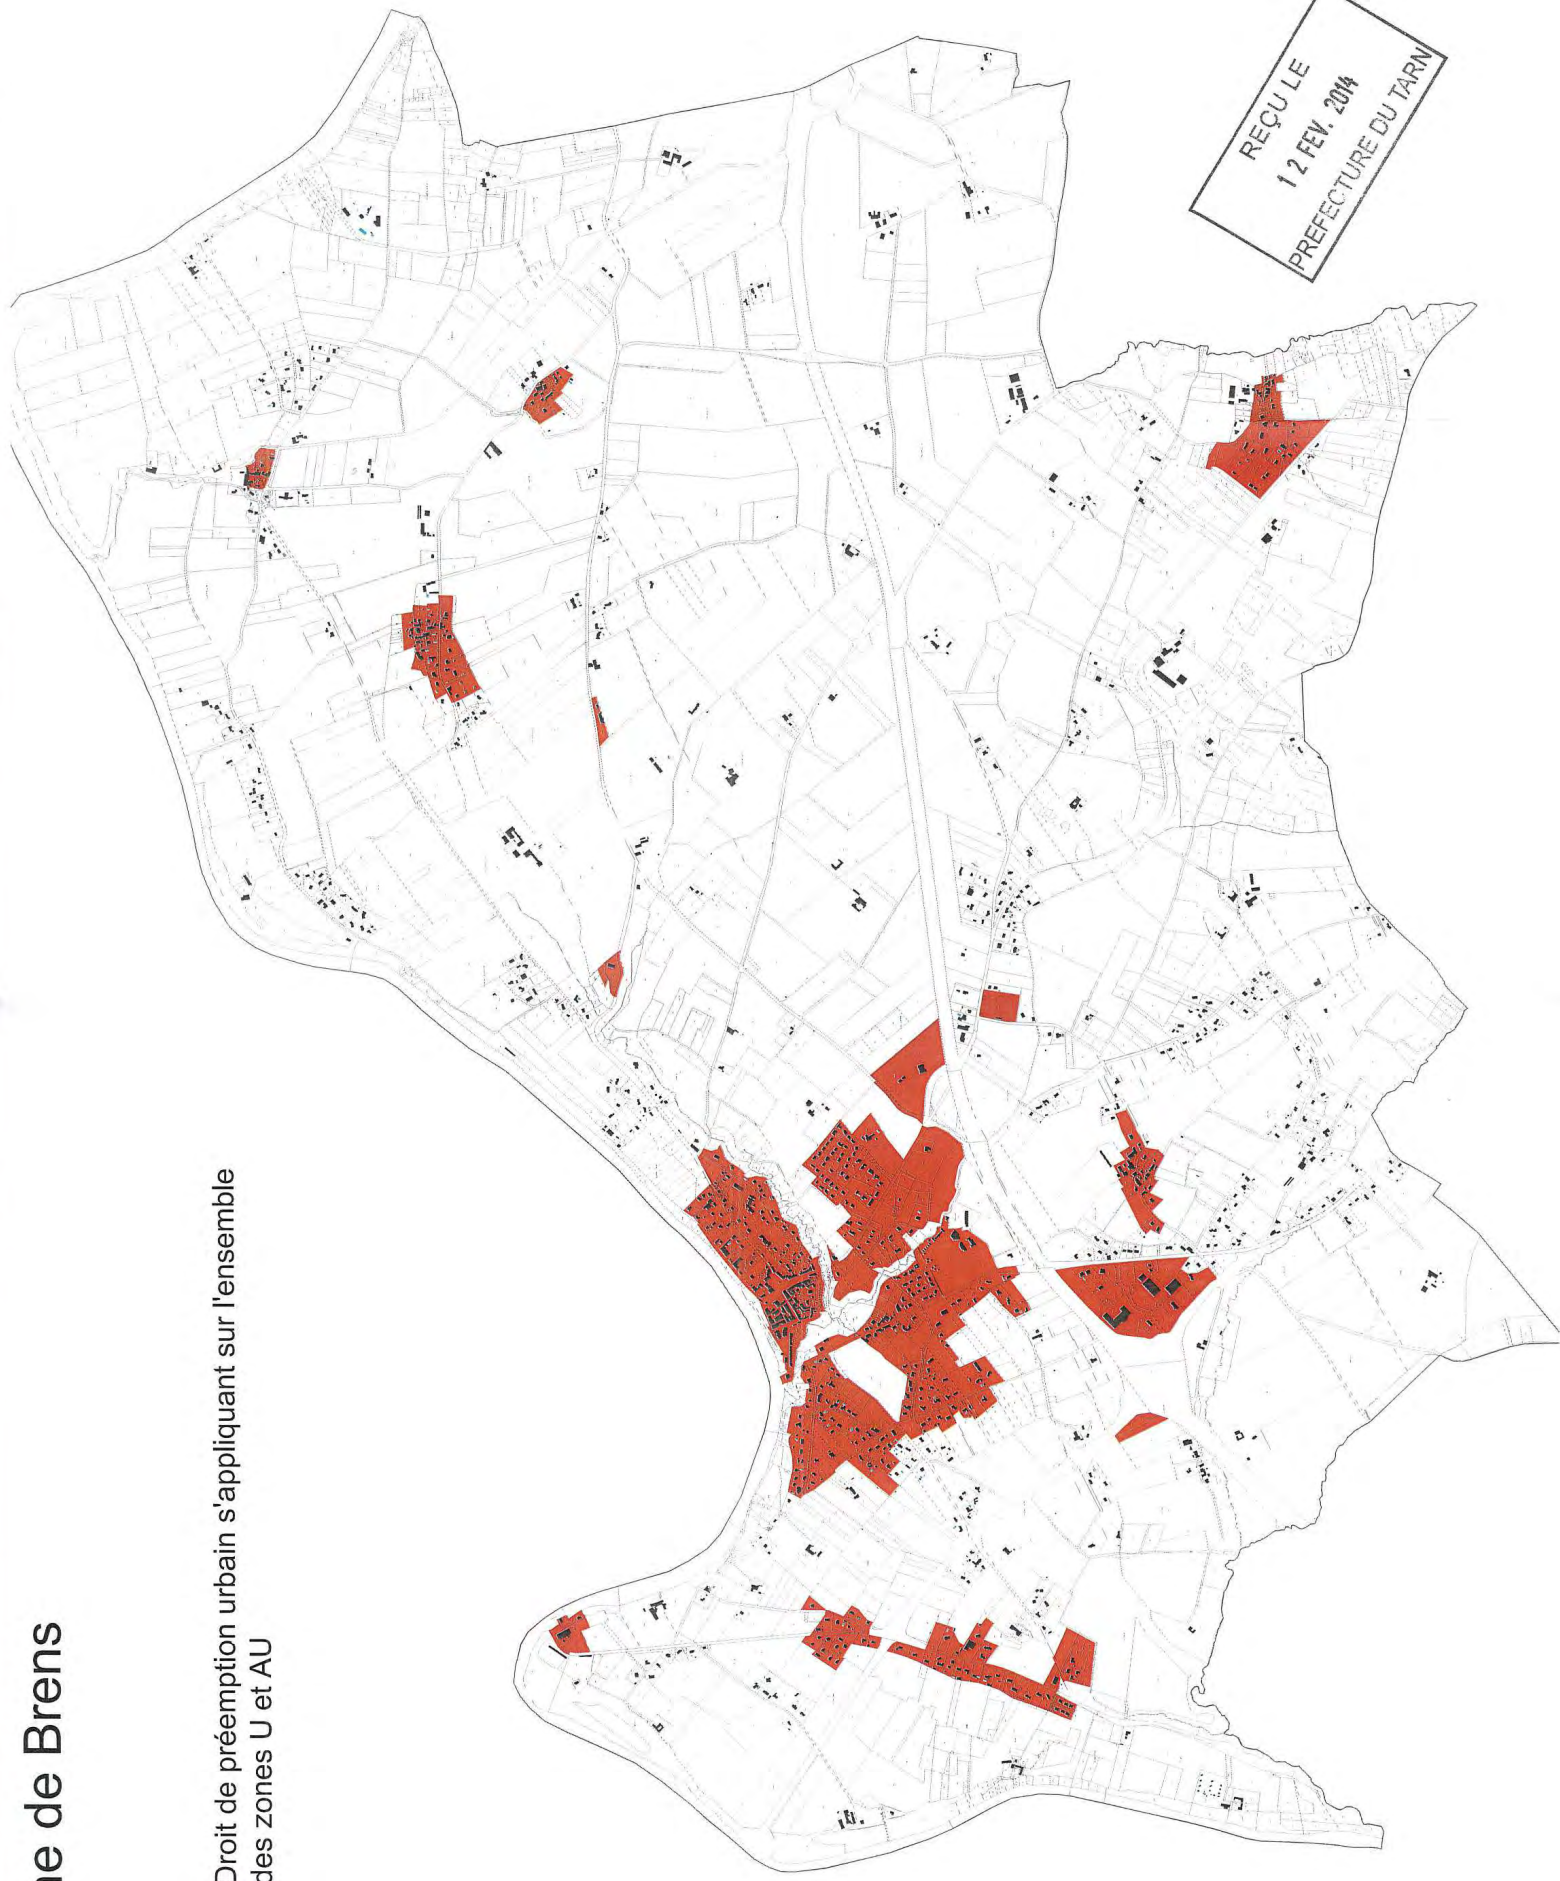 ne de Brens
Droit de préemption urbain s'appliquant sur l'ensemble
des zones U et AU
REÇU LE
12 FEV. 2014
PREFECTURE DU TARN